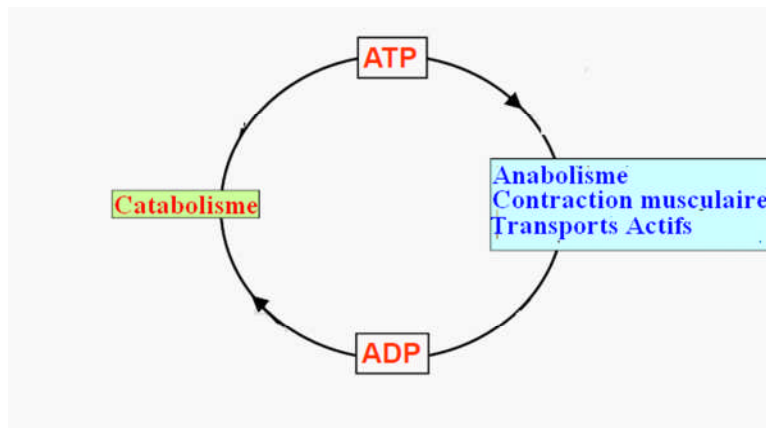 ATP
Anabolisme
Contraction musculaire
Transports Actifs
Catabolisme
ADP